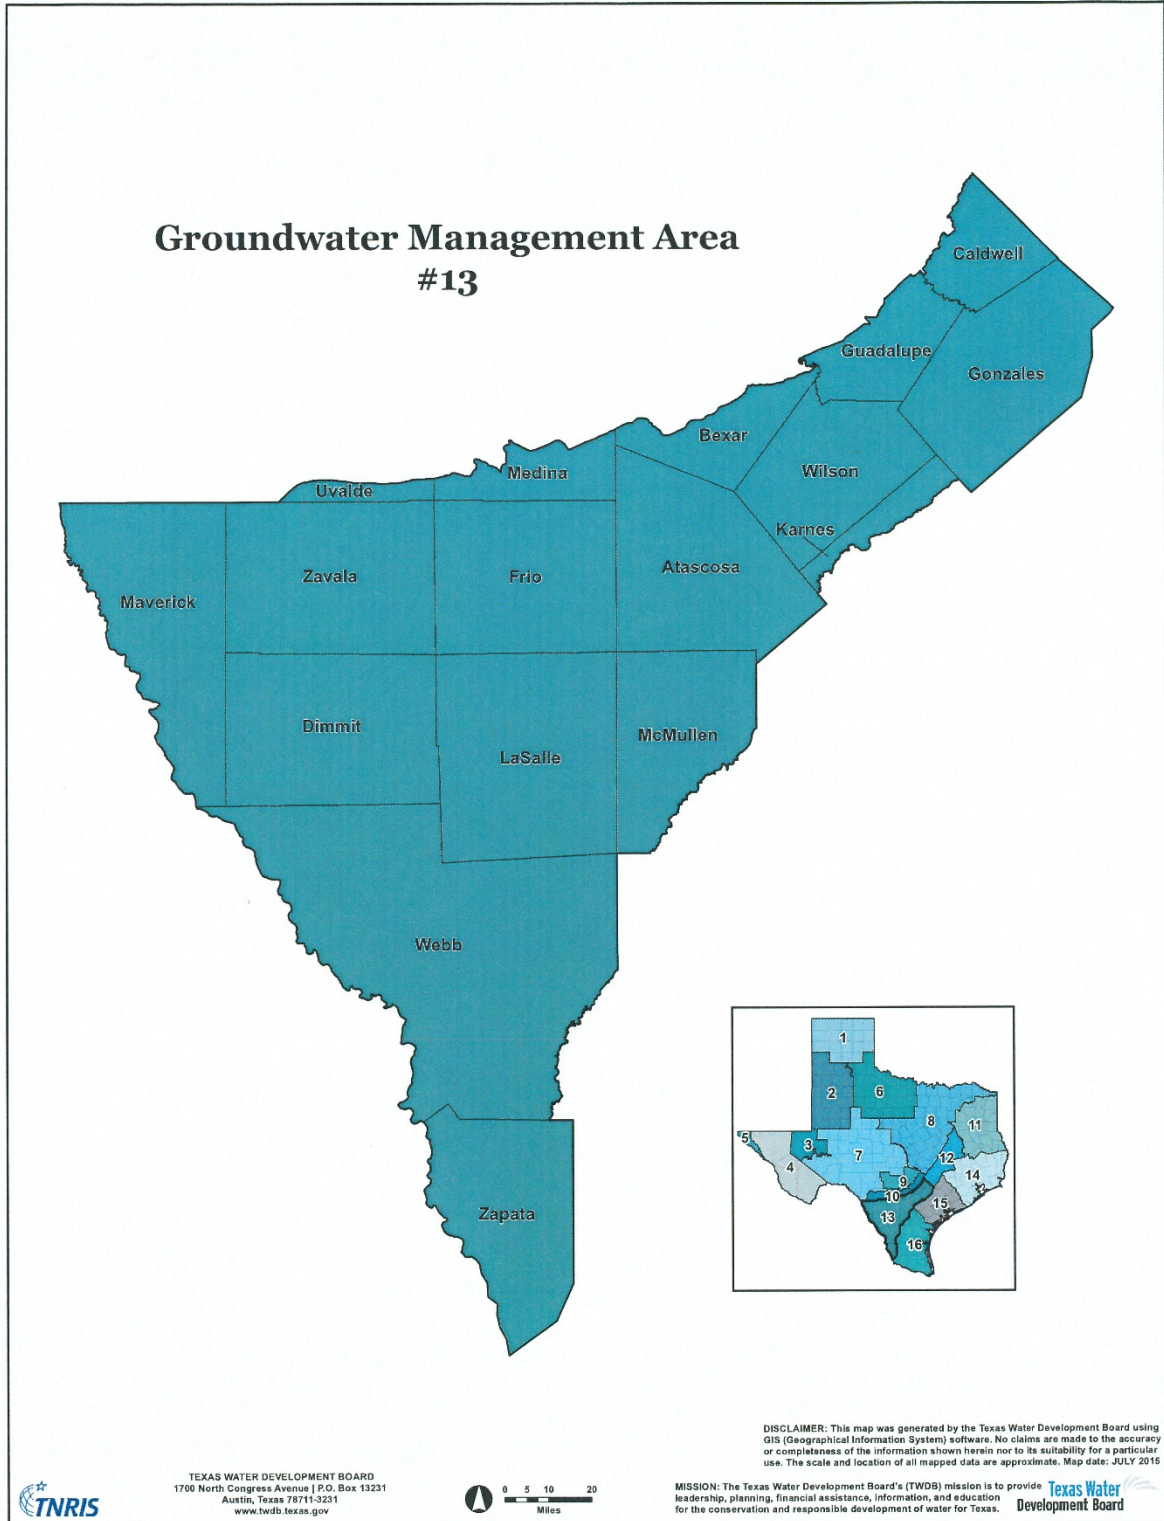 Groundwater Management Area
#13
Caldwell
Guadalupe
Gonzales
Bexar
Wilson
Medina
Uvalde
Karnes
Atascosa
Zavala
Frio
Maverick
Dimmit
McMullen
LaSalle
Webb
Zapata
1
2
6
8
11
5
3
7
12
4
9
14
10
15
13
16
DISCLAIMER: This map was generated by the Texas Water Development Board using
GIS (Geographical Information System) software. No claims are made to the accuracy
or completeness of the information shown herein nor to its suitability for a particular
use. The scale and location of all mapped data are approximate. Map date: JULY 2015
TNRIS
TEXAS WATER DEVELOPMENT BOARD
1700 North Congress Avenue | P.O. Box 13231
Austin, Texas 78711-3231
www.twdb.texas.gov
0 5 10 20
Miles
MISSION: The Texas Water Development Board's (TWDB) mission is to provide
leadership, planning, financial assistance, information, and education
for the conservation and responsible development of water for Texas.
Texas Water
Development Board